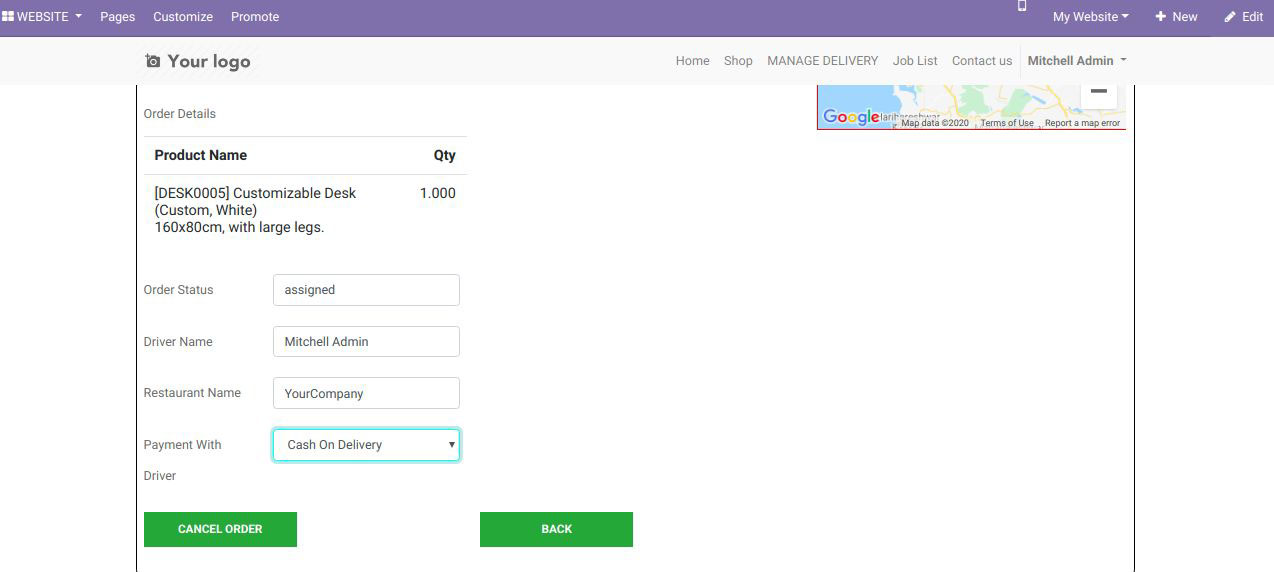 WEBSITE Pages Customize Promote My Website New Edit
Your logo Home Shop MANAGE DELIVERY Job List Contact us Mitchell Admin
Order Details
Google Map data ©2020 Terms of Use Report a map error
Product Name Qty
[DESK0005] Customizable Desk 1.000
(Custom, White)
160x80cm, with large legs.
Order Status assigned
Driver Name Mitchell Admin
Restaurant Name YourCompany
Payment With Cash On Delivery
Driver
CANCEL ORDER BACK